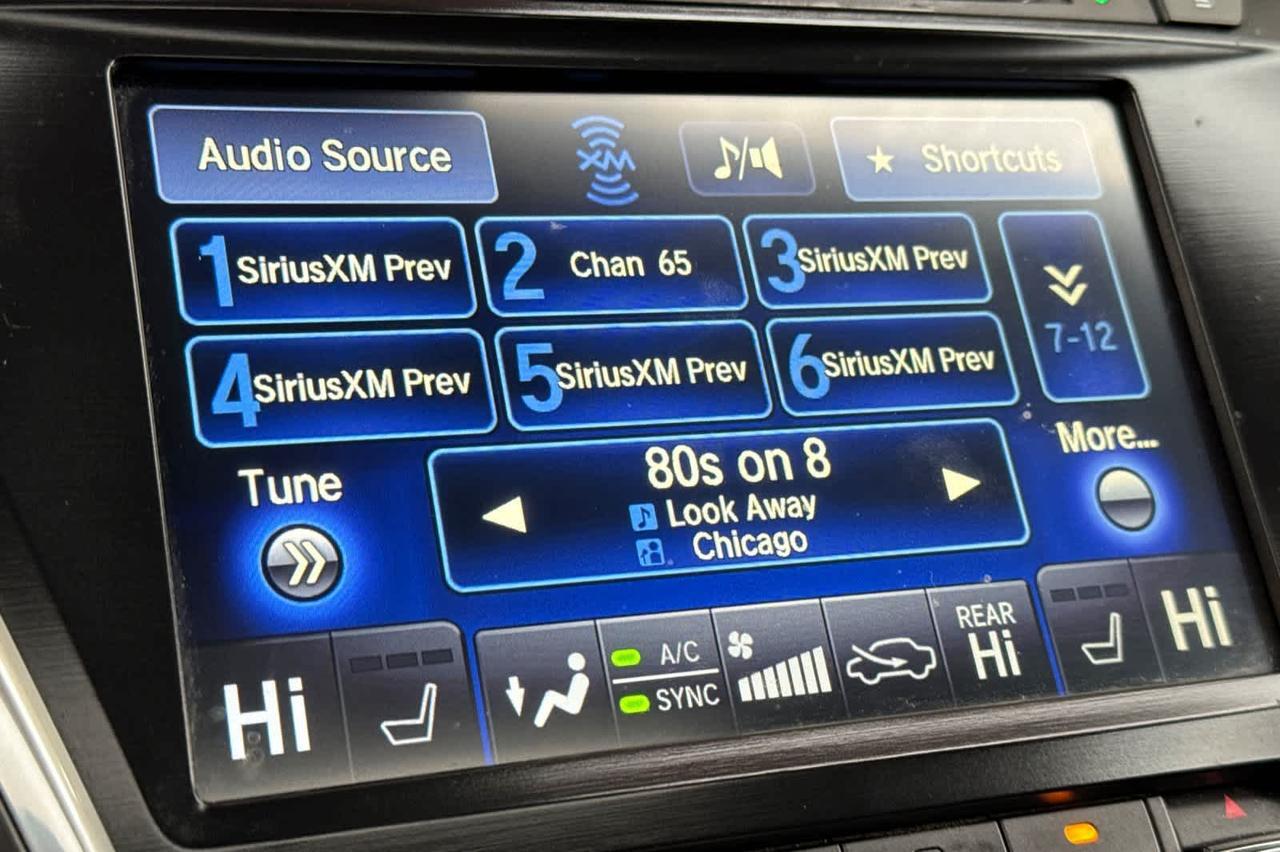 Audio Source
XM
Shortcuts
1 SiriusXM Prev
2 Chan 65
3 SiriusXM Prev
4 SiriusXM Prev
5 SiriusXM Prev
6 SiriusXM Prev
7-12
Tune
80s on 8
Look Away
Chicago
More...
Hi
A/C
SYNC
REAR
Hi
Hi